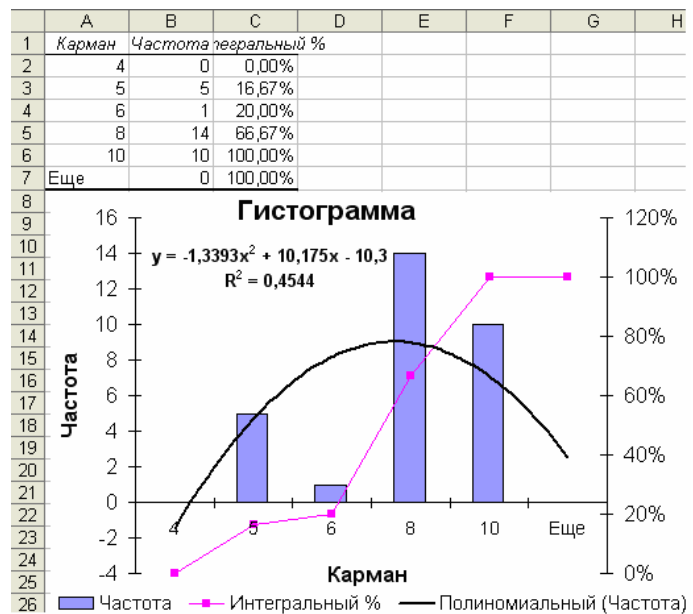 A B C D E F G H
1 Карман Частота тегральный %
2 4 0 0,00%
3 5 5 16,67%
4 6 1 20,00%
5 8 14 66,67%
6 10 10 100,00%
7 Еще 0 100,00%
8
9
10
11
12
13
14
15
16
17
18
19
20
21
22
23
24
25
26
Гистограмма
y = -1,3393x² + 10,175x - 10,3
R² = 0,4544
16
14
12
10
8
6
4
2
0
-2
-4
Частота
120%
100%
80%
60%
40%
20%
0%
4 5 6 8 10 Еще
Карман
Частота Интегральный % Полиномиальный (Частота)